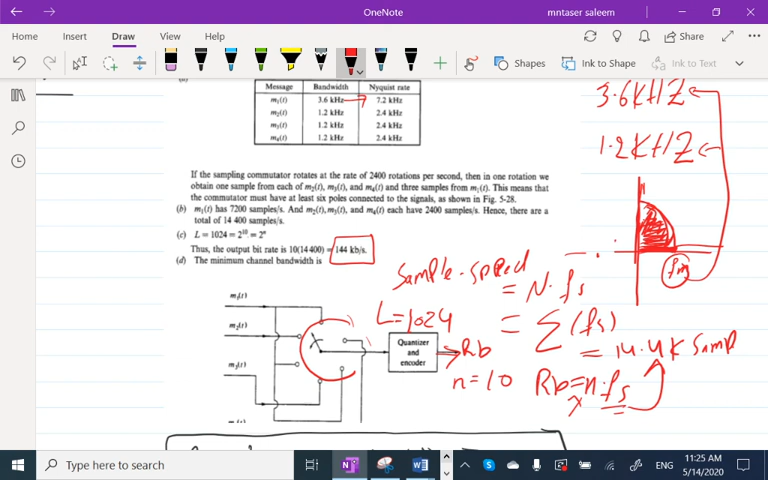 OneNote
mntaser saleem
Home
Insert
Draw
View
Help
Share
Shapes
Ink to Shape
Ink to Text
Message Bandwidth Nyquist rate
m₁(t) 3.6 kHz 7.2 kHz
m₂(t) 1.2 kHz 2.4 kHz
m₃(t) 1.2 kHz 2.4 kHz
m₄(t) 1.2 kHz 2.4 kHz
3.6KHZ
1.2KHZ
If the sampling commutator rotates at the rate of 2400 rotations per second, then in one rotation we
obtain one sample from each of m₂(t), m₃(t), and m₄(t) and three samples from m₁(t). This means that
the commutator must have at least six poles connected to the signals, as shown in Fig. 5-28.
(b) m₁(t) has 7200 samples/s. And m₂(t), m₃(t), and m₄(t) each have 2400 samples/s. Hence, there are a
total of 14 400 samples/s.
(c) L = 1024 = 2¹⁰ = 2ⁿ
Thus, the output bit rate is 10(14 400) = 144 kb/s.
(d) The minimum channel bandwidth is
fm
Sample-speed
= N. fs
m₁(t)
L=1024
= Σ(fs)
m₂(t)
= 14.4K Samp
Quantizer
and
encoder
Rb
m₃(t)
n=10
Rb=n.fs
11:25 AM
Type here to search
ENG
5/14/2020